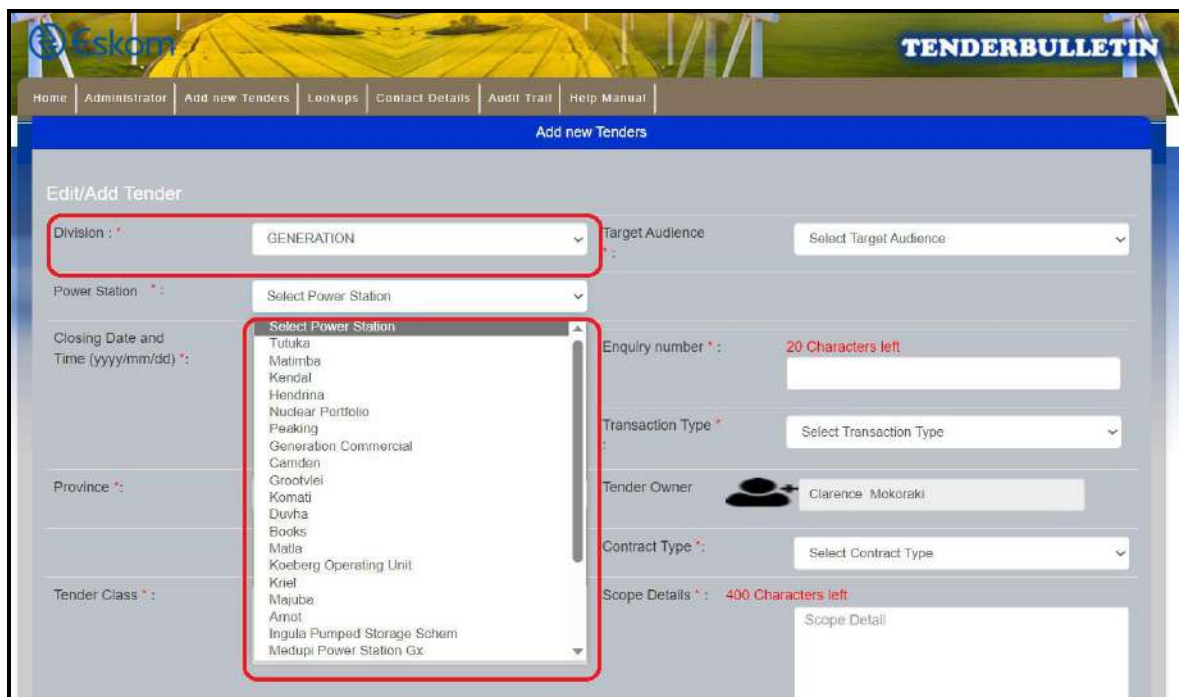 Eskom
TENDERBULLETIN
Home Administrator Add new Tenders Lookups Contact Details Audit Trail Help Manual
Add new Tenders
Edit/Add Tender
Division : * GENERATION
Target Audience * : Select Target Audience
Power Station * : Select Power Station
Select Power Station
Tutuka
Matimba
Kendal
Hendrina
Nuclear Portfolio
Peaking
Generation Commercial
Camden
Grootvlei
Komati
Duvha
Books
Matla
Koeberg Operating Unit
Kriel
Majuba
Arnot
Ingula Pumped Storage Schem
Medupi Power Station Gx
Closing Date and
Time (yyyy/mm/dd) *:
Enquiry number * : 20 Characters left
Transaction Type * : Select Transaction Type
Province *:
Tender Owner Clarence Mokoraki
Contract Type *: Select Contract Type
Tender Class * :
Scope Details * : 400 Characters left
Scope Detail